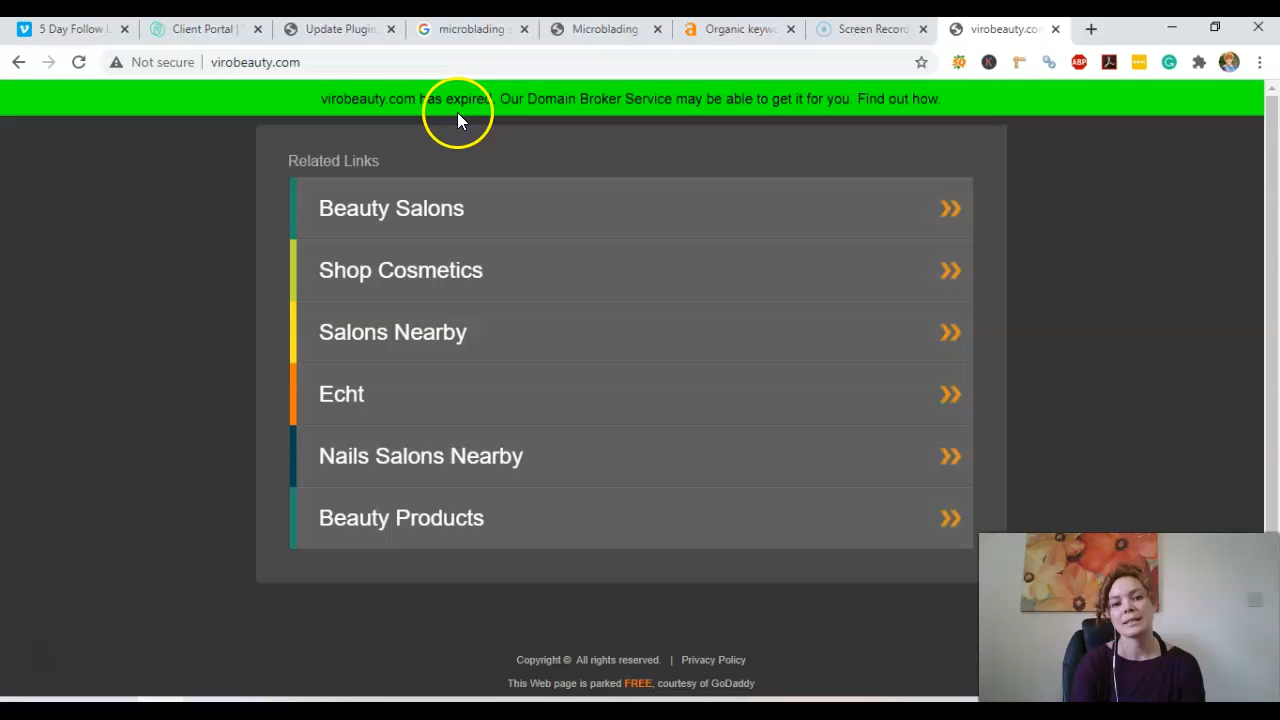 5 Day Follow
Client Portal |
Update Plugin
microblading
Microblading
Organic keyw
Screen Record
virobeauty.co
Not secure
virobeauty.com
ABP
virobeauty.com has expired. Our Domain Broker Service may be able to get it for you. Find out how.
Related Links
Beauty Salons
Shop Cosmetics
Salons Nearby
Echt
Nails Salons Nearby
Beauty Products
Copyright © All rights reserved. | Privacy Policy
This Web page is parked FREE, courtesy of GoDaddy